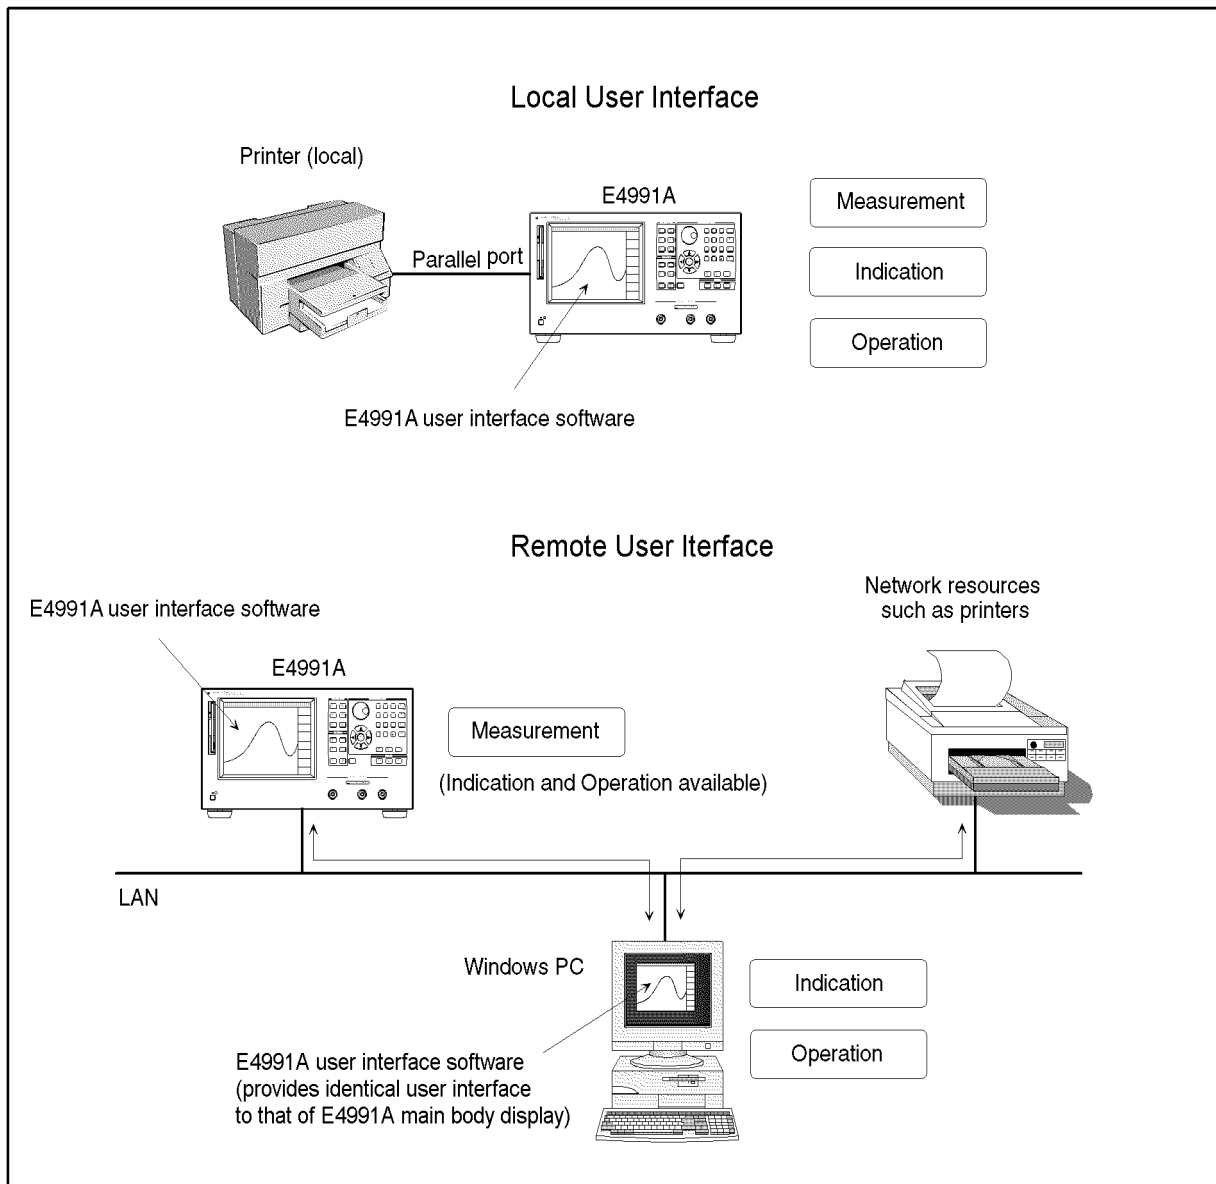 Local User Interface
Printer (local)
E4991A
Measurement
Parallel port
Indication
Operation
E4991A user interface software
Remote User Iterface
Network resources
such as printers
E4991A user interface software
E4991A
Measurement
(Indication and Operation available)
LAN
Windows PC
Indication
Operation
E4991A user interface software
(provides identical user interface
to that of E4991A main body display)